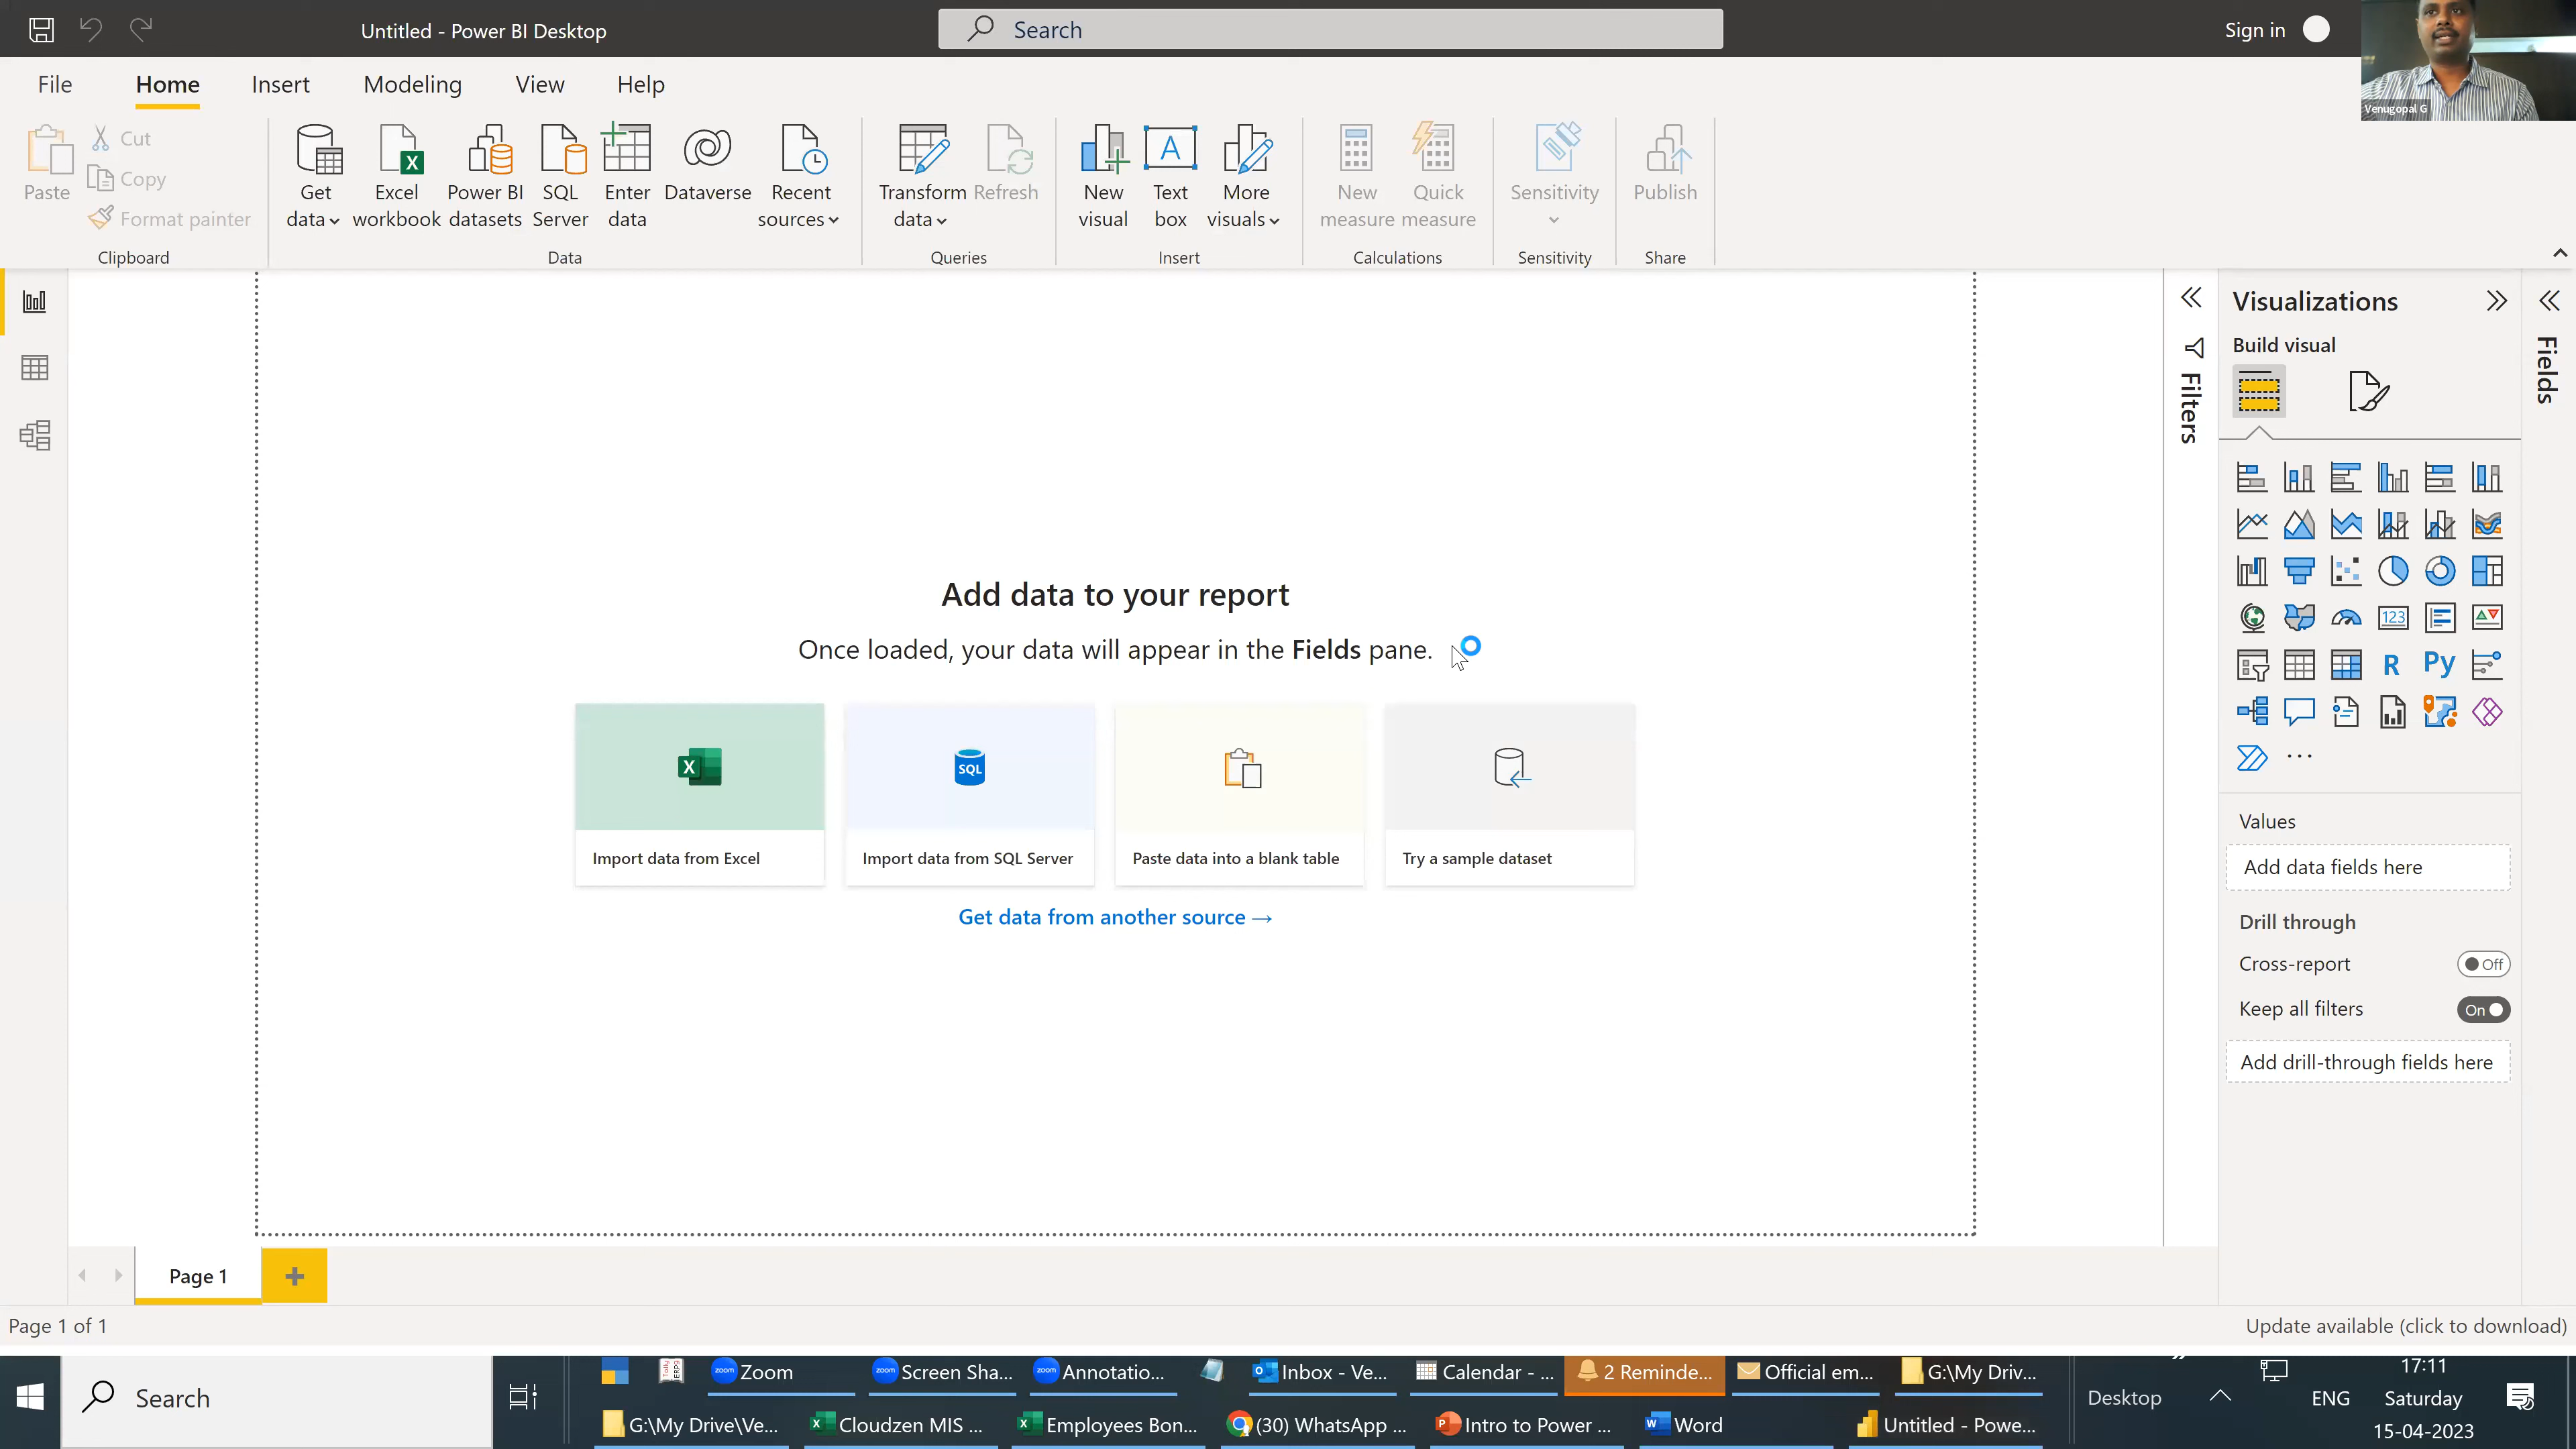 Untitled - Power BI Desktop
Search
Sign in
Venugopal G
File
Home
Insert
Modeling
View
Help
Paste
Cut
Copy
Format painter
Clipboard
Get data
Excel workbook
Power BI datasets
SQL Server
Enter data
Dataverse
Recent sources
Data
Transform data
Refresh
Queries
New visual
A
Text box
More visuals
Insert
New measure
Quick measure
Calculations
Sensitivity
Sensitivity
Publish
Share
Filters
Visualizations
Build visual
Fields
123
R
Py
...
Values
Add data fields here
Drill through
Cross-report
Off
Keep all filters
On
Add drill-through fields here
Add data to your report
Once loaded, your data will appear in the Fields pane.
X
SQL
Import data from Excel
Import data from SQL Server
Paste data into a blank table
Try a sample dataset
Get data from another source →
Page 1
Page 1 of 1
Update available (click to download)
Search
Zoom
Screen Sha...
Annotatio...
Inbox - Ve...
Calendar - ...
2 Reminde...
Official em...
G:\My Driv...
G:\My Drive\Ve...
Cloudzen MIS ...
Employees Bon...
(30) WhatsApp ...
Intro to Power ...
Word
Untitled - Powe...
Desktop
ENG
17:11
Saturday
15-04-2023